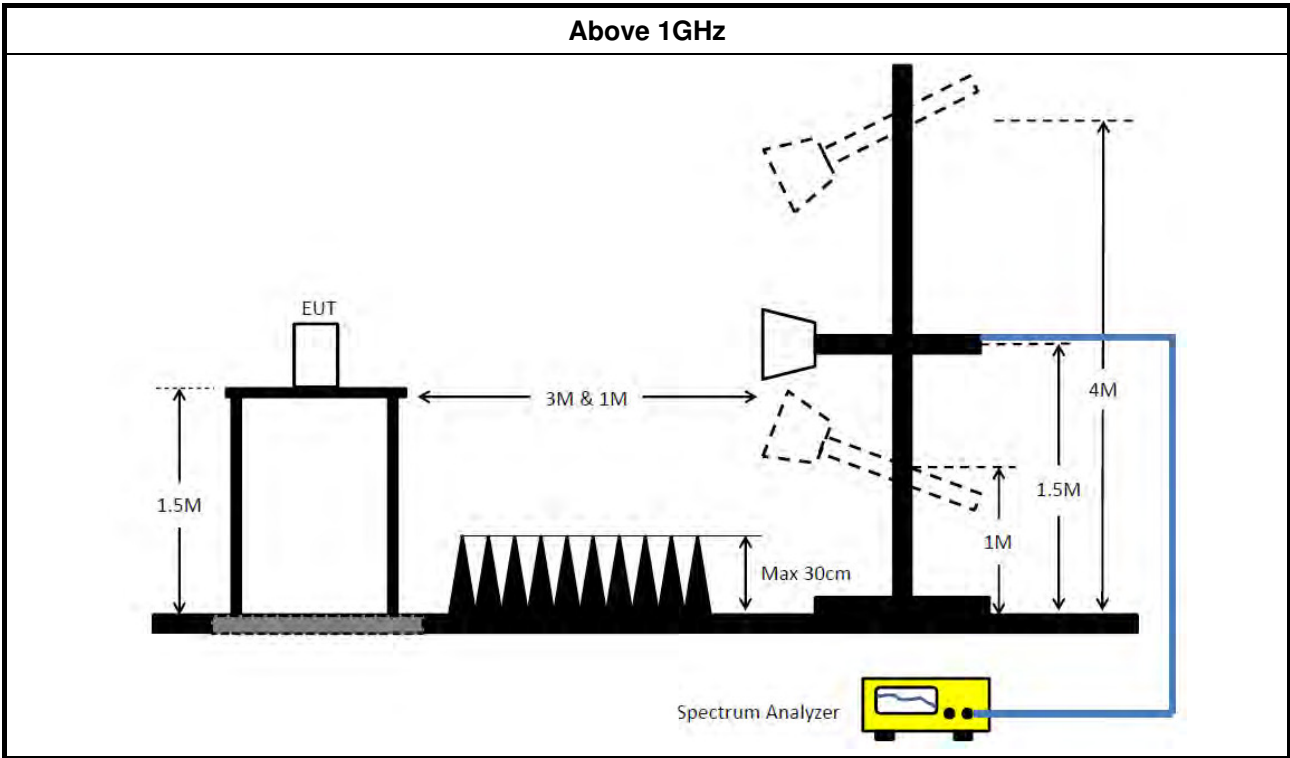 Above 1GHz
EUT
3M & 1M
4M
1.5M
1.5M
1M
Max 30cm
Spectrum Analyzer